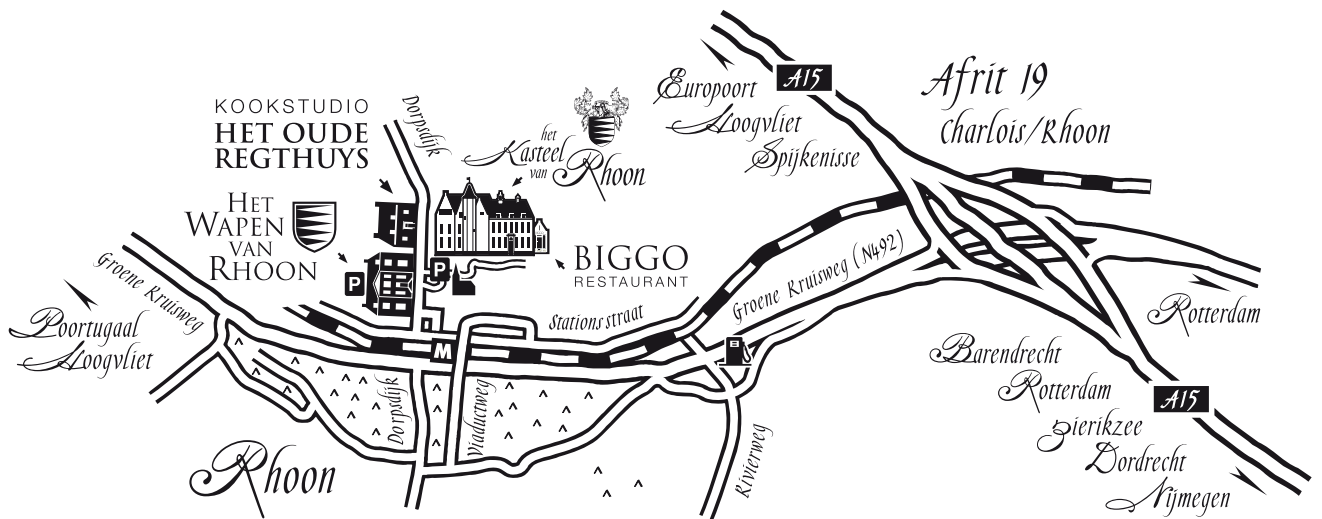 KOOKSTUDIO
HET OUDE
REGTHUYS
Dorpsdijk
het
Kasteel
van Rhoon
HET
WAPEN
VAN
RHOON
P
P
BIGGO
RESTAURANT
A15
Europoort
Hoogvliet
Spijkenisse
Afrit 19
Charlois/Rhoon
Groene Kruisweg
Poortugaal
Hoogvliet
Stationsstraat
Groene Kruisweg (N492)
M
Dorpsdijk
Viaductweg
Rivierweg
Rhoon
Rotterdam
Barendrecht
Rotterdam
A15
Zierikzee
Dordrecht
Nijmegen